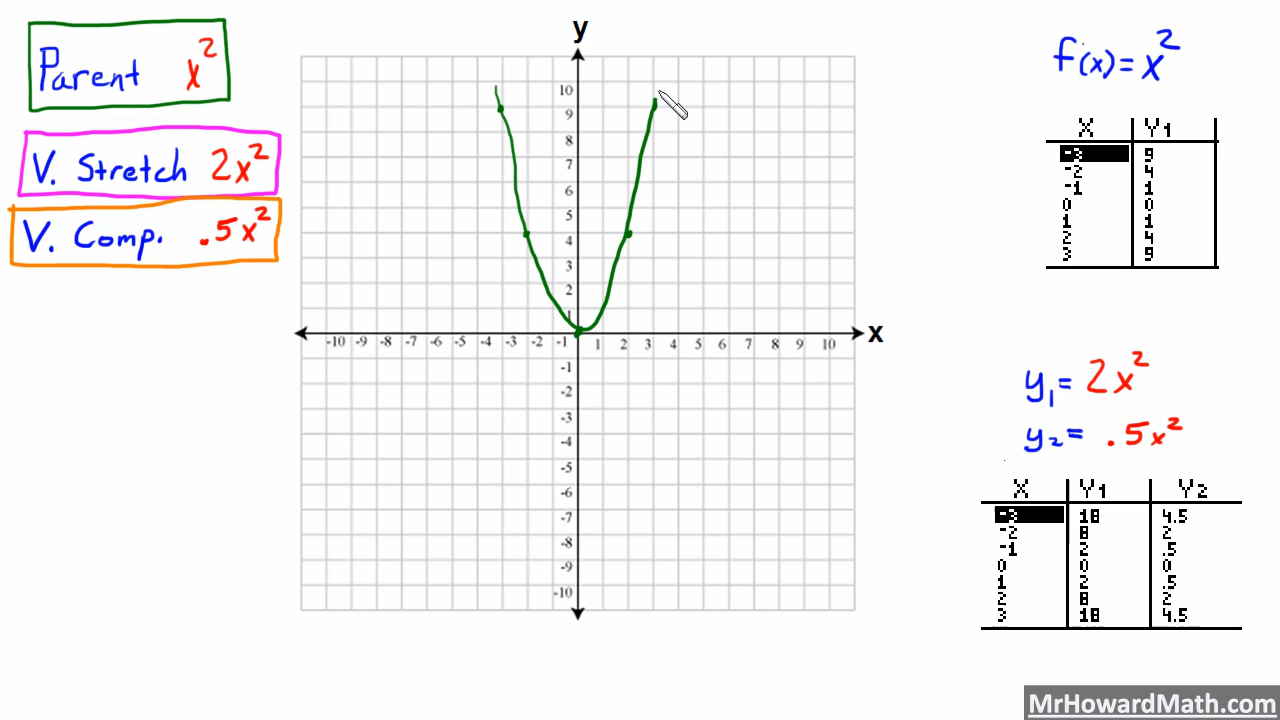 Parent x²
V. Stretch 2x²
V. Comp. .5x²
y
10
9
8
7
6
5
4
3
2
1
-10 -9 -8 -7 -6 -5 -4 -3 -2 -1 1 2 3 4 5 6 7 8 9 10 x
-1
-2
-3
-4
-5
-6
-7
-8
-9
-10
f(x) = x²
X Y1
-3 9
-2 4
-1 1
0 0
1 1
2 4
3 9
y₁ = 2x²
y₂ = .5x²
X Y1 Y2
-3 18 4.5
-2 8 2
-1 2 .5
0 0 0
1 2 .5
2 8 2
3 18 4.5
MrHowardMath.com